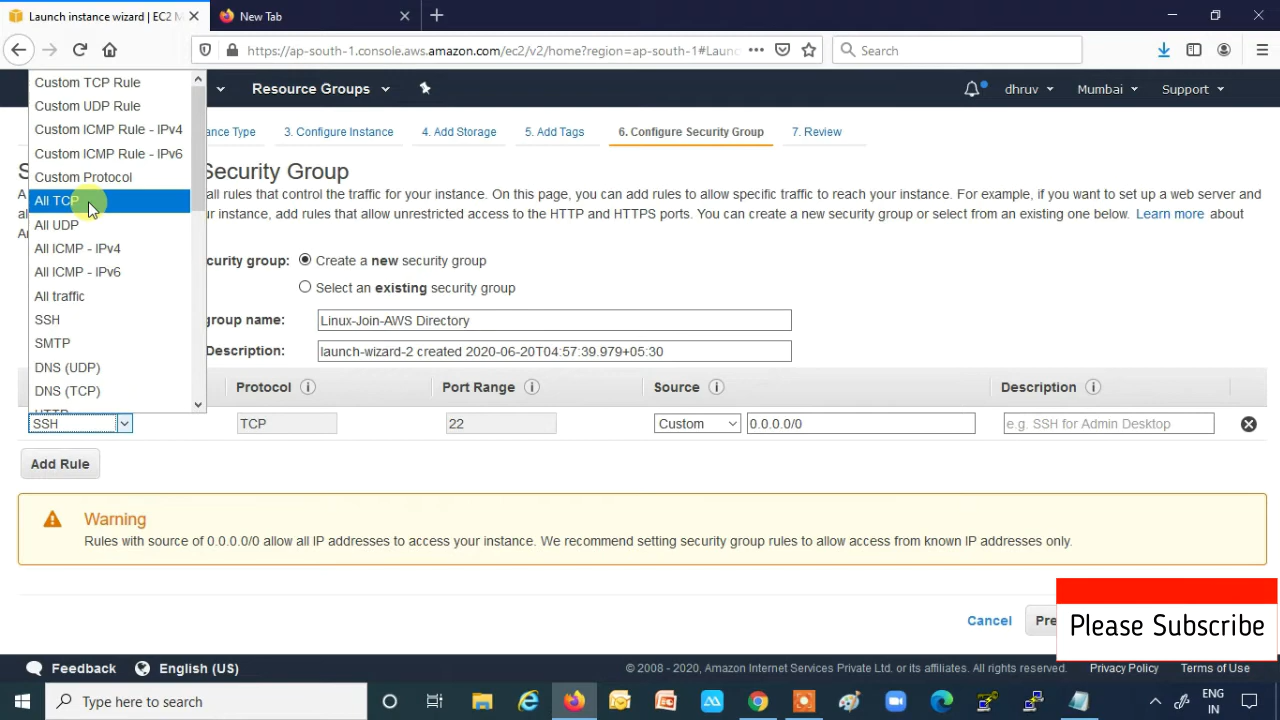 Launch instance wizard | EC2 M
New Tab
https://ap-south-1.console.aws.amazon.com/ec2/v2/home?region=ap-south-1#Launc
Search
Resource Groups
dhruv
Mumbai
Support
ance Type
3. Configure Instance
4. Add Storage
5. Add Tags
6. Configure Security Group
7. Review
Custom TCP Rule
Custom UDP Rule
Custom ICMP Rule - IPv4
Custom ICMP Rule - IPv6
Custom Protocol
All TCP
All UDP
All ICMP - IPv4
All ICMP - IPv6
All traffic
SSH
SMTP
DNS (UDP)
DNS (TCP)
HTTP
S
Security Group
A
all rules that control the traffic for your instance. On this page, you can add rules to allow specific traffic to reach your instance. For example, if you want to set up a web server and
al
our instance, add rules that allow unrestricted access to the HTTP and HTTPS ports. You can create a new security group or select from an existing one below. Learn more about
curity group:
Create a new security group
Select an existing security group
group name:
Linux-Join-AWS Directory
Description:
launch-wizard-2 created 2020-06-20T04:57:39.979+05:30
Protocol
Port Range
Source
Description
SSH
TCP
22
Custom
0.0.0.0/0
e.g. SSH for Admin Desktop
Add Rule
Warning
Rules with source of 0.0.0.0/0 allow all IP addresses to access your instance. We recommend setting security group rules to allow access from known IP addresses only.
Cancel
Pre
Please Subscribe
Feedback
English (US)
© 2008 - 2020, Amazon Internet Services Private Ltd. or its affiliates. All rights reserved.
Privacy Policy
Terms of Use
Type here to search
ENG
IN